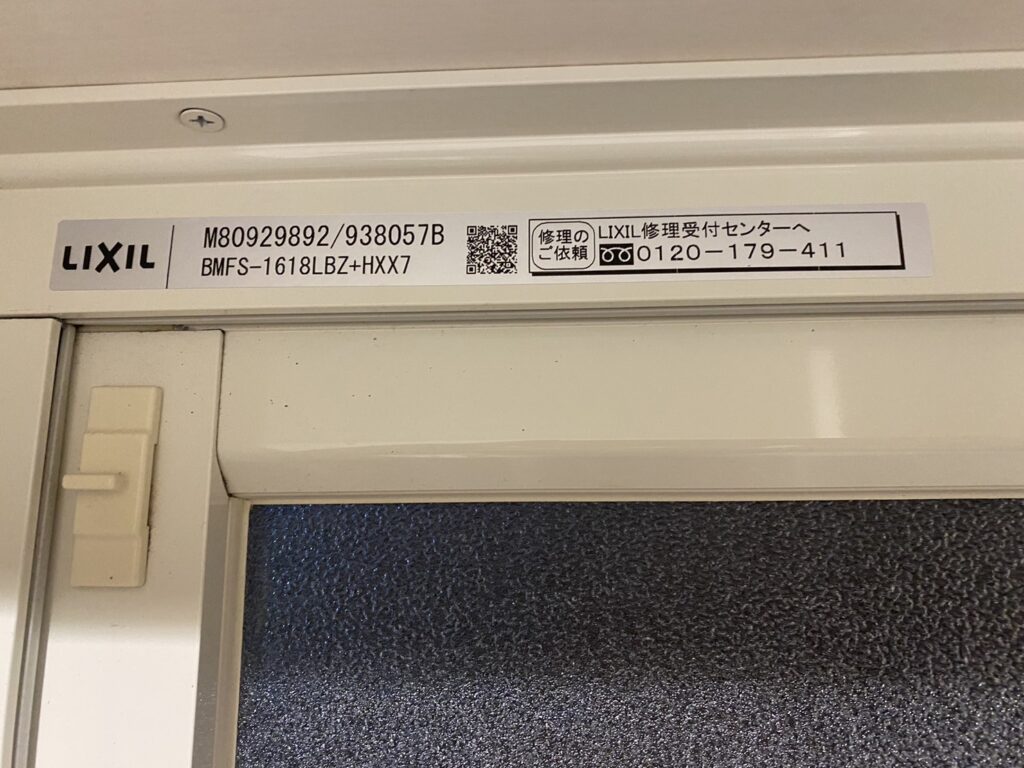 LIXIL
M80929892/938057B
BMFS-1618LBZ+HXX7
修理の
ご依頼
LIXIL修理受付センターへ
0120-179-411